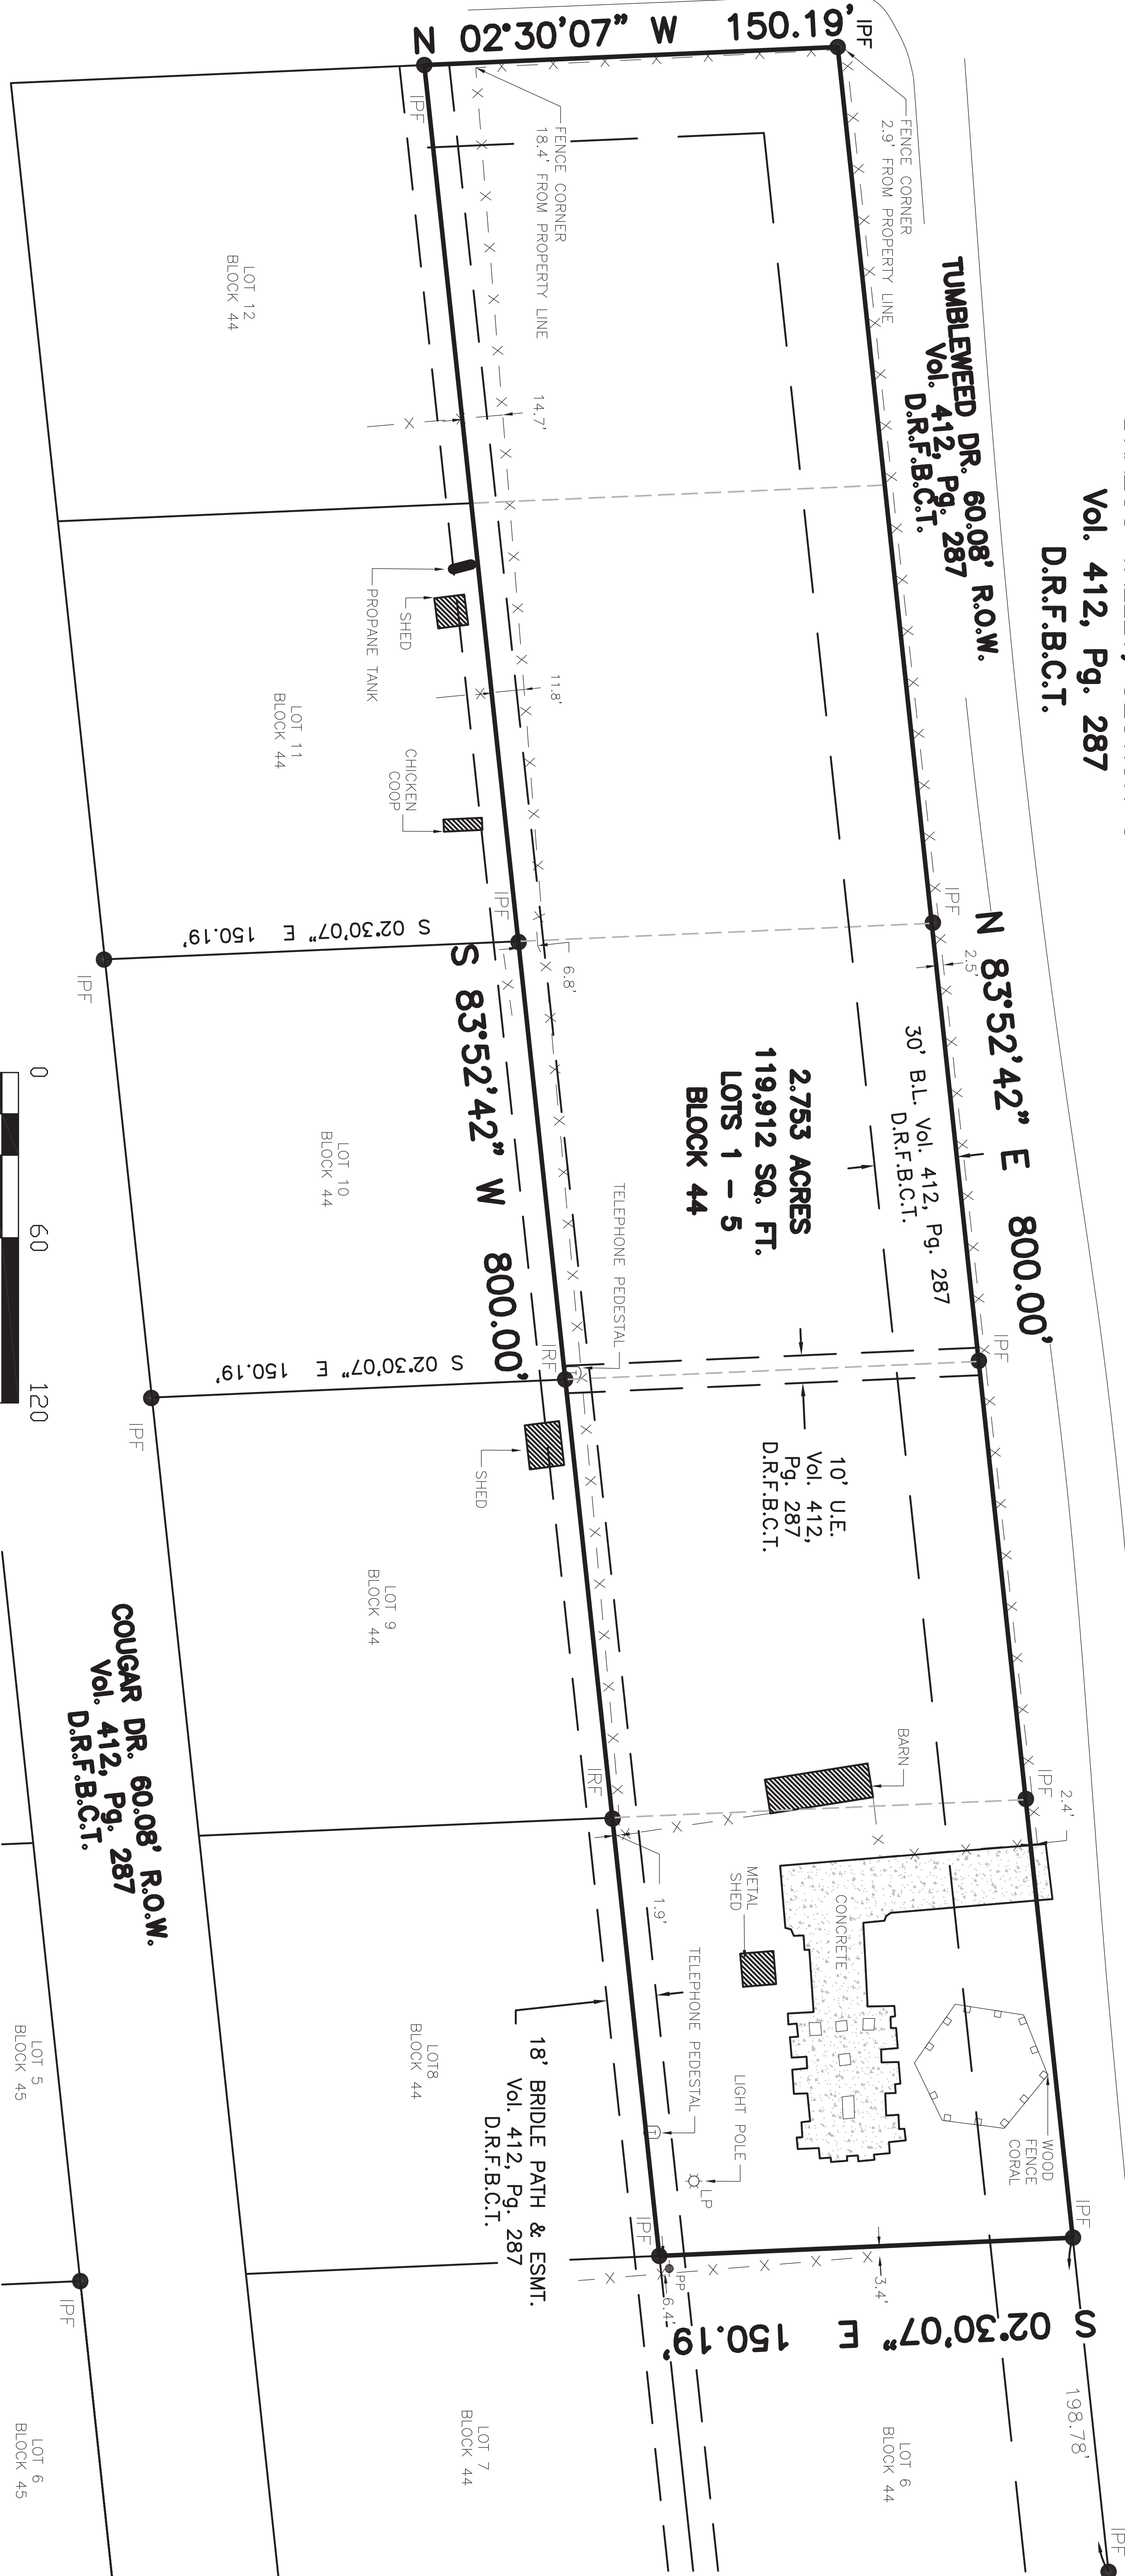 Vol. 412, Pg. 287
D.R.F.B.C.T.
TUMBLEWEED DR. 60.08' R.O.W.
Vol. 412, Pg. 287
D.R.F.B.C.T.
N 02°30'07" W 150.19'
IPF
FENCE CORNER
2.9' FROM PROPERTY LINE
FENCE CORNER
18.4' FROM PROPERTY LINE
IPF
N 83°52'42" E 800.00'
IPF
2.5'
30' B.L. Vol. 412, Pg. 287
D.R.F.B.C.T.
IPF
IPF
2.4'
IPF
198.78'
IPF
2.753 ACRES
119,912 SQ. FT.
LOTS 1 - 5
BLOCK 44
10' U.E.
Vol. 412,
Pg. 287
D.R.F.B.C.T.
BARN
CONCRETE
METAL
SHED
WOOD
FENCE
CORAL
LIGHT POLE
LP
TELEPHONE PEDESTAL
T
3.4'
S 02°30'07" E 150.19'
LOT 6
BLOCK 44
14.7'
11.8'
6.8'
TELEPHONE PEDESTAL
1.9'
IPF
PP
6.4'
S 83°52'42" W 800.00'
IPF
IRF
IRF
18' BRIDLE PATH & ESMT.
Vol. 412, Pg. 287
D.R.F.B.C.T.
PROPANE TANK
SHED
CHICKEN
COOP
SHED
LOT 12
BLOCK 44
LOT 11
BLOCK 44
S 02°30'07" E 150.19'
IPF
LOT 10
BLOCK 44
S 02°30'07" E 150.19'
IPF
LOT 9
BLOCK 44
LOT8
BLOCK 44
LOT 7
BLOCK 44
COUGAR DR. 60.08' R.O.W.
Vol. 412, Pg. 287
D.R.F.B.C.T.
IPF
LOT 5
BLOCK 45
LOT 6
BLOCK 45
0 60 120